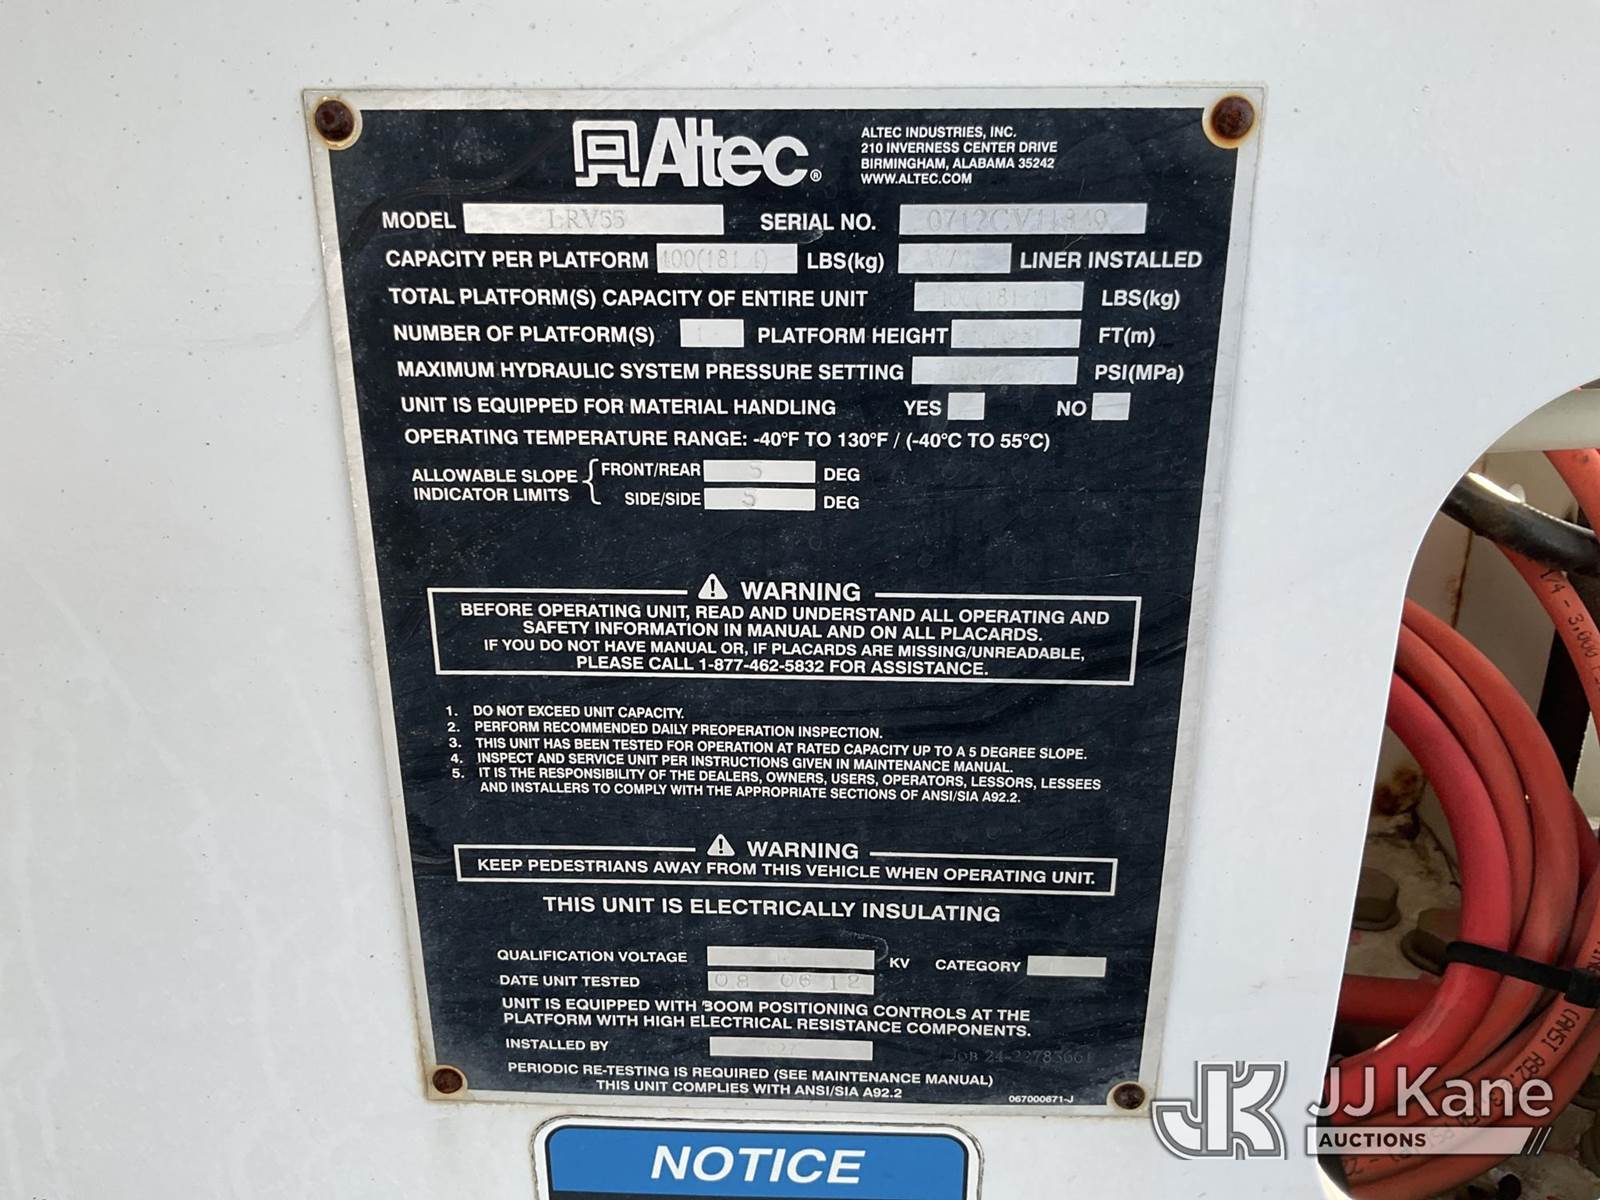 Altec®
ALTEC INDUSTRIES, INC.
210 INVERNESS CENTER DRIVE
BIRMINGHAM, ALABAMA 35242
WWW.ALTEC.COM
MODEL LRV55 SERIAL NO.
CAPACITY PER PLATFORM 400(181.4) LBS(kg) LINER INSTALLED
TOTAL PLATFORM(S) CAPACITY OF ENTIRE UNIT LBS(kg)
NUMBER OF PLATFORM(S) 1 PLATFORM HEIGHT FT(m)
MAXIMUM HYDRAULIC SYSTEM PRESSURE SETTING PSI(MPa)
UNIT IS EQUIPPED FOR MATERIAL HANDLING YES NO
OPERATING TEMPERATURE RANGE: -40°F TO 130°F / (-40°C TO 55°C)
ALLOWABLE SLOPE INDICATOR LIMITS { FRONT/REAR 5 DEG
SIDE/SIDE 5 DEG
WARNING
BEFORE OPERATING UNIT, READ AND UNDERSTAND ALL OPERATING AND
SAFETY INFORMATION IN MANUAL AND ON ALL PLACARDS.
IF YOU DO NOT HAVE MANUAL OR, IF PLACARDS ARE MISSING/UNREADABLE,
PLEASE CALL 1-877-462-5832 FOR ASSISTANCE.
1. DO NOT EXCEED UNIT CAPACITY.
2. PERFORM RECOMMENDED DAILY PREOPERATION INSPECTION.
3. THIS UNIT HAS BEEN TESTED FOR OPERATION AT RATED CAPACITY UP TO A 5 DEGREE SLOPE.
4. INSPECT AND SERVICE UNIT PER INSTRUCTIONS GIVEN IN MAINTENANCE MANUAL.
5. IT IS THE RESPONSIBILITY OF THE DEALERS, OWNERS, USERS, OPERATORS, LESSORS, LESSEES
AND INSTALLERS TO COMPLY WITH THE APPROPRIATE SECTIONS OF ANSI/SIA A92.2.
WARNING
KEEP PEDESTRIANS AWAY FROM THIS VEHICLE WHEN OPERATING UNIT.
THIS UNIT IS ELECTRICALLY INSULATING
QUALIFICATION VOLTAGE KV CATEGORY
DATE UNIT TESTED 08 06 12
UNIT IS EQUIPPED WITH BOOM POSITIONING CONTROLS AT THE
PLATFORM WITH HIGH ELECTRICAL RESISTANCE COMPONENTS.
INSTALLED BY
PERIODIC RE-TESTING IS REQUIRED (SEE MAINTENANCE MANUAL)
THIS UNIT COMPLIES WITH ANSI/SIA A92.2
067000671-J
NOTICE
JJ Kane
AUCTIONS